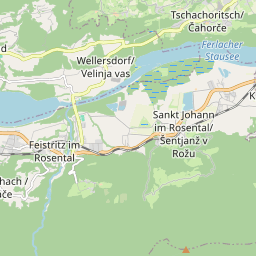 Tschachoritsch/
Čahorče
Wellersdorf/
Velinja vas
Ferlacher
Stausee
Sankt Johann
im Rosental/
Šentjanž v
Rožu
Feistritz im
Rosental